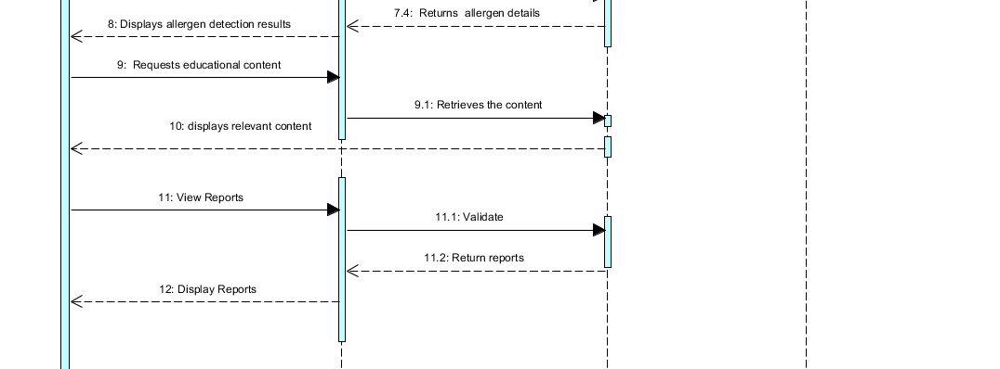 7.4: Returns allergen details
8: Displays allergen detection results
9: Requests educational content
9.1: Retrieves the content
10: displays relevant content
11: View Reports
11.1: Validate
11.2: Return reports
12: Display Reports